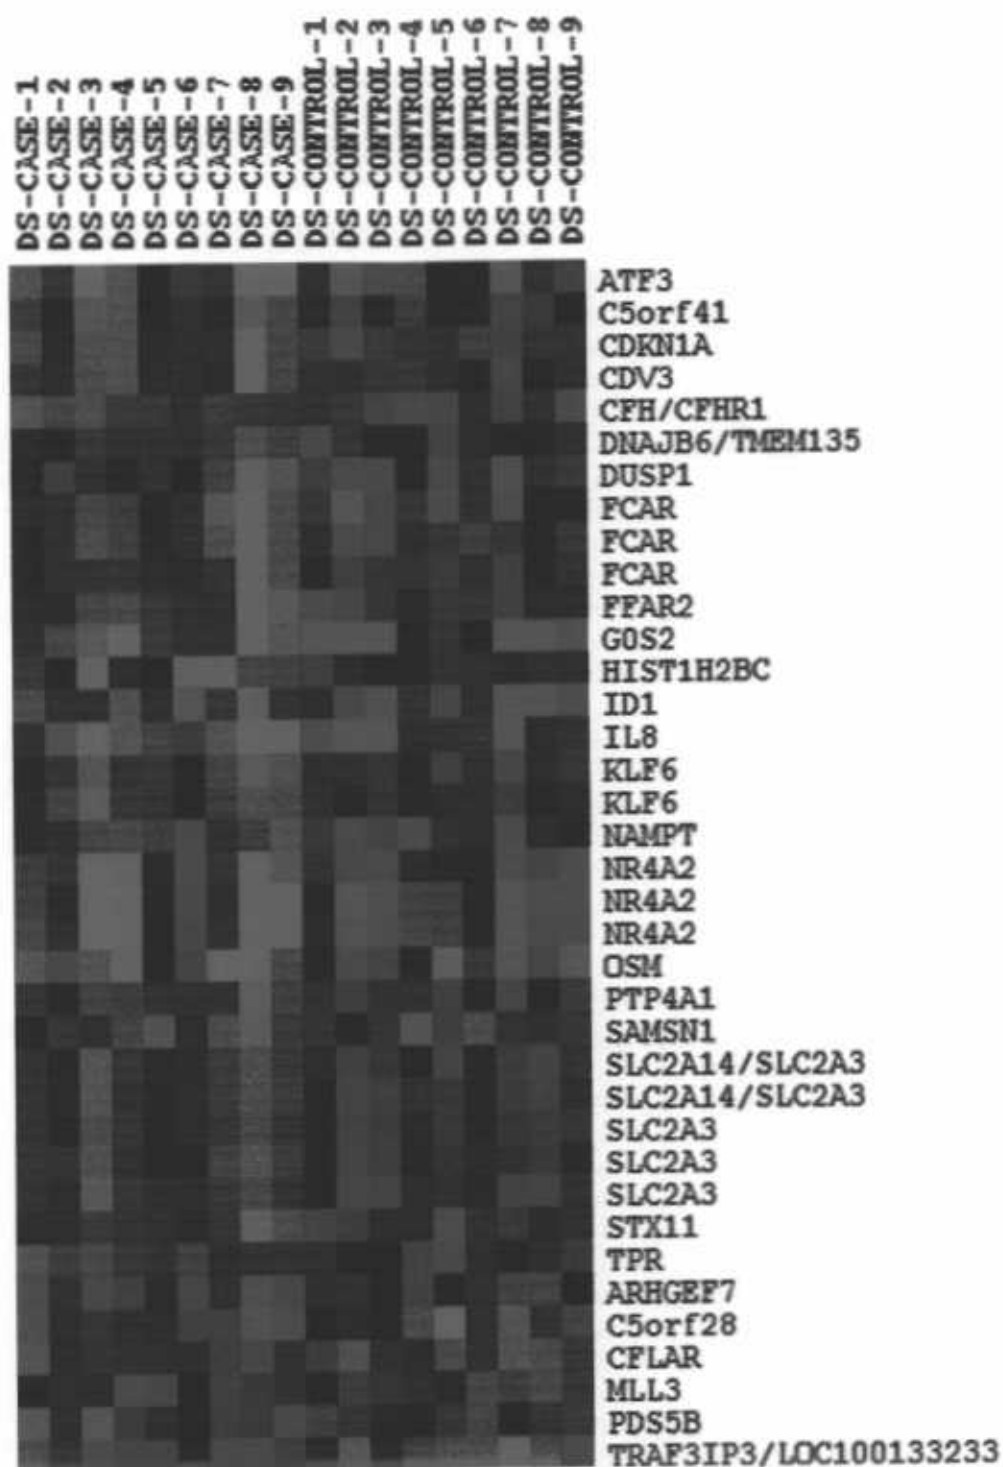 DS-CASE-1
DS-CASE-2
DS-CASE-3
DS-CASE-4
DS-CASE-5
DS-CASE-6
DS-CASE-7
DS-CASE-8
DS-CASE-9
DS-CONTROL-1
DS-CONTROL-2
DS-CONTROL-3
DS-CONTROL-4
DS-CONTROL-5
DS-CONTROL-6
DS-CONTROL-7
DS-CONTROL-8
DS-CONTROL-9
ATF3
C5orf41
CDKN1A
CDV3
CFH/CFHR1
DNAJB6/TMEM135
DUSP1
FCAR
FCAR
FCAR
FFAR2
G0S2
HIST1H2BC
ID1
IL8
KLF6
KLF6
NAMPT
NR4A2
NR4A2
NR4A2
OSM
PTP4A1
SAMSN1
SLC2A14/SLC2A3
SLC2A14/SLC2A3
SLC2A3
SLC2A3
SLC2A3
STX11
TPR
ARHGEF7
C5orf28
CFLAR
MLL3
PDS5B
TRAF3IP3/LOC100133233